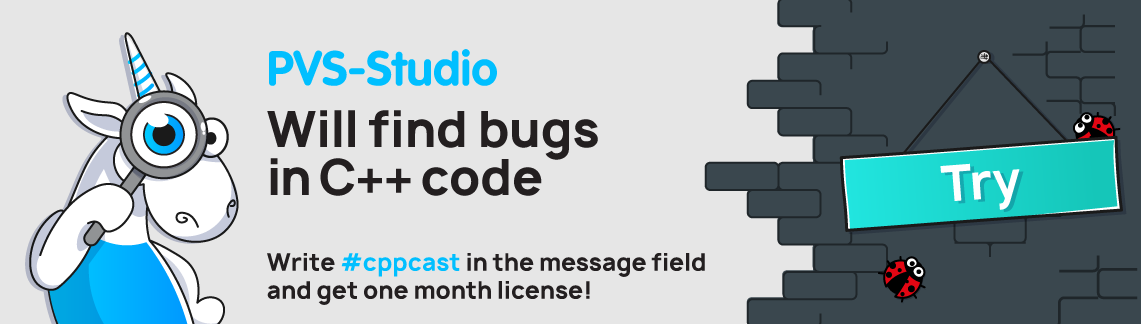 PVS-Studio
Will find bugs
in C++ code
Write #cppcast in the message field
and get one month license!
Try